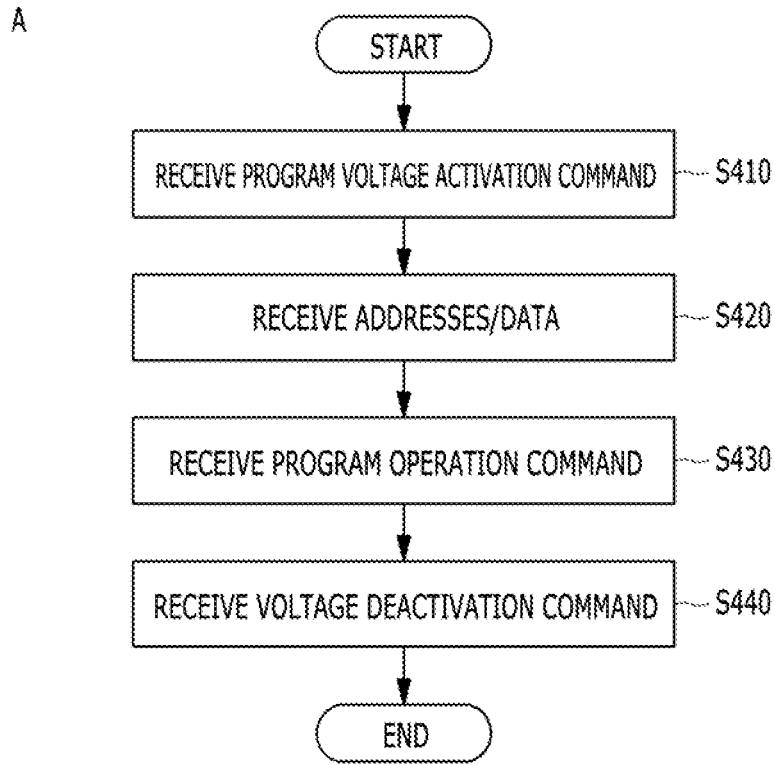 A
START
RECEIVE PROGRAM VOLTAGE ACTIVATION COMMAND
S410
RECEIVE ADDRESSES/DATA
S420
RECEIVE PROGRAM OPERATION COMMAND
S430
RECEIVE VOLTAGE DEACTIVATION COMMAND
S440
END